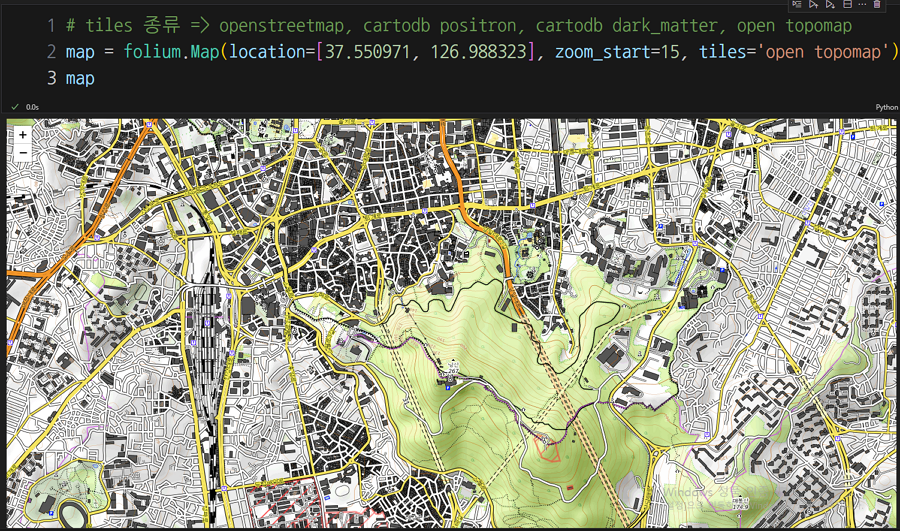 1 # tiles 종류 => openstreetmap, cartodb positron, cartodb dark_matter, open topomap
2 map = folium.Map(location=[37.550971, 126.988323], zoom_start=15, tiles='open topomap')
3 map
0.0s
Python
+
−
Windows